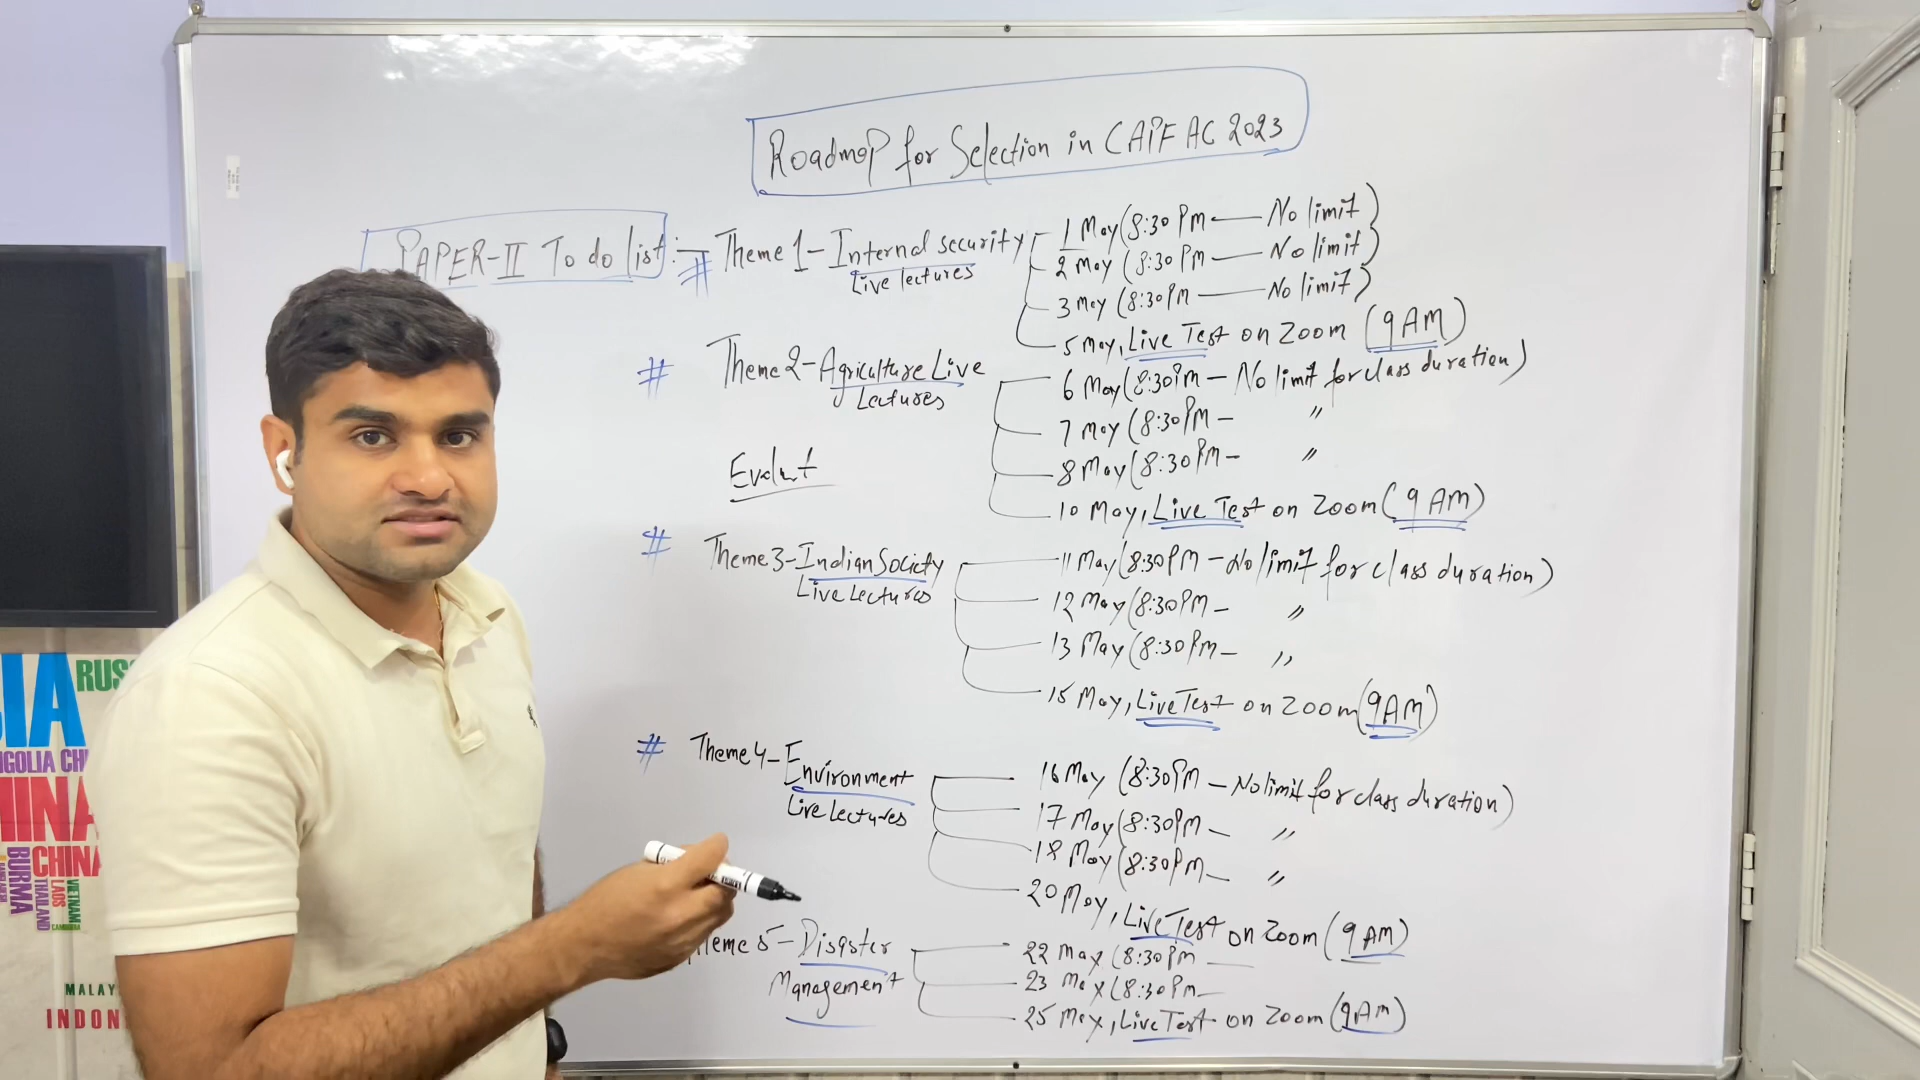 Roadmap for Selection in CAPF AC 2023
PAPER-II To do list :-
# Theme 1 - Internal security
Live lectures
1 May (8:30 PM - No limit)
2 May (8:30 PM - No limit)
3 May (8:30 PM - No limit)
5 May, Live Test on Zoom (9 AM)
# Theme 2 - Agriculture Live
Lectures
6 May (8:30 PM - No limit for class duration)
7 May (8:30 PM - "
8 May (8:30 PM - "
10 May, Live Test on Zoom (9 AM)
# Theme 3 - Indian Society
Live Lectures
11 May (8:30 PM - No limit for class duration)
12 May (8:30 PM - "
13 May (8:30 PM - "
15 May, Live Test on Zoom (9 AM)
# Theme 4 - Environment
Live Lectures
16 May (8:30 PM - No limit for class duration)
17 May (8:30 PM - "
18 May (8:30 PM - "
20 May, Live Test on Zoom (9 AM)
Theme 5 - Disaster
Management
22 May (8:30 PM -
23 May (8:30 PM -
25 May, Live Test on Zoom (9 AM)
CHINA
BURMA
LAOS
THAILAND
VIETNAM